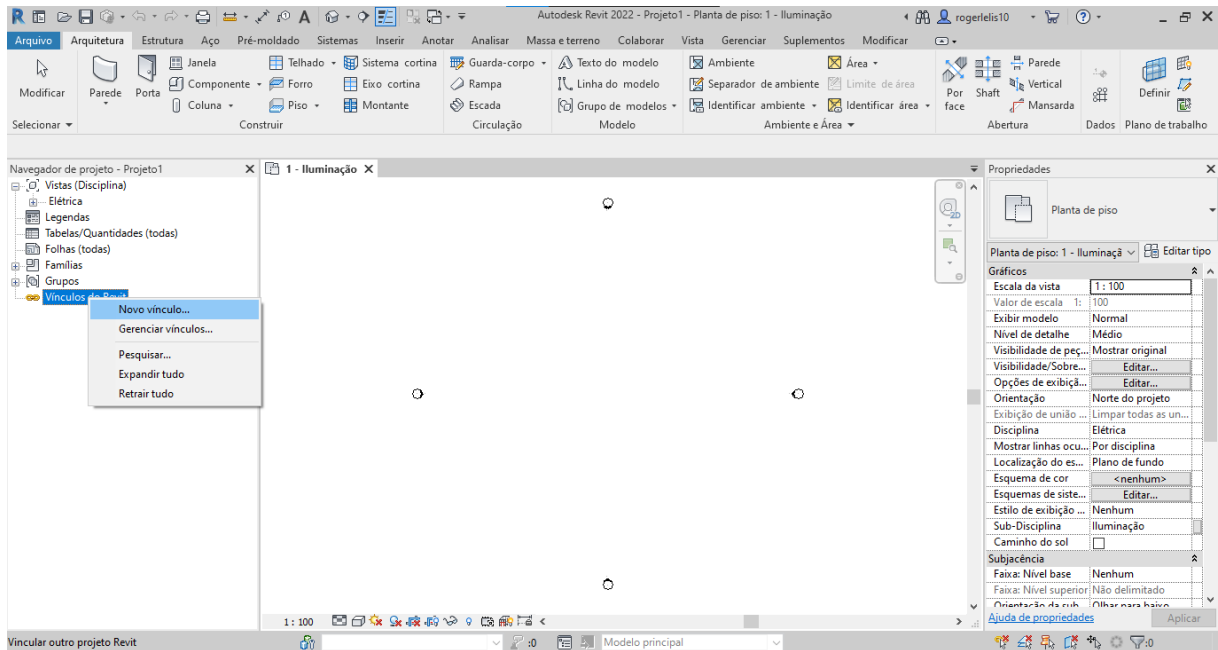 Autodesk Revit 2022 - Projeto1 - Planta de piso: 1 - Iluminação
rogerlelis10
Arquivo Arquitetura Estrutura Aço Pré-moldado Sistemas Inserir Anotar Analisar Massa e terreno Colaborar Vista Gerenciar Suplementos Modificar
Janela Telhado Sistema cortina Guarda-corpo Texto do modelo Ambiente Área Parede
Modificar Parede Porta Componente Forro Eixo cortina Rampa Linha do modelo Separador de ambiente Limite de área Por face Shaft Vertical Definir
Coluna Piso Montante Escada Grupo de modelos Identificar ambiente Identificar área Mansarda
Selecionar Construir Circulação Modelo Ambiente e Área Abertura Dados Plano de trabalho
Navegador de projeto - Projeto1
Vistas (Disciplina)
Elétrica
Legendas
Tabelas/Quantidades (todas)
Folhas (todas)
Famílias
Grupos
Vínculos do Revit
Novo vínculo...
Gerenciar vínculos...
Pesquisar...
Expandir tudo
Retrair tudo
1 - Iluminação
2D
1 : 100
Propriedades
Planta de piso
Planta de piso: 1 - Iluminaçã Editar tipo
Gráficos
Escala da vista 1 : 100
Valor de escala 1: 100
Exibir modelo Normal
Nível de detalhe Médio
Visibilidade de peç... Mostrar original
Visibilidade/Sobre... Editar...
Opções de exibiçã... Editar...
Orientação Norte do projeto
Exibição de união ... Limpar todas as un...
Disciplina Elétrica
Mostrar linhas ocu... Por disciplina
Localização do es... Plano de fundo
Esquema de cor <nenhum>
Esquemas de siste... Editar...
Estilo de exibição ... Nenhum
Sub-Disciplina Iluminação
Caminho do sol
Subjacência
Faixa: Nível base Nenhum
Faixa: Nível superior Não delimitado
Orientação da sub... Olhar para baixo
Ajuda de propriedades Aplicar
Vincular outro projeto Revit :0 Modelo principal :0